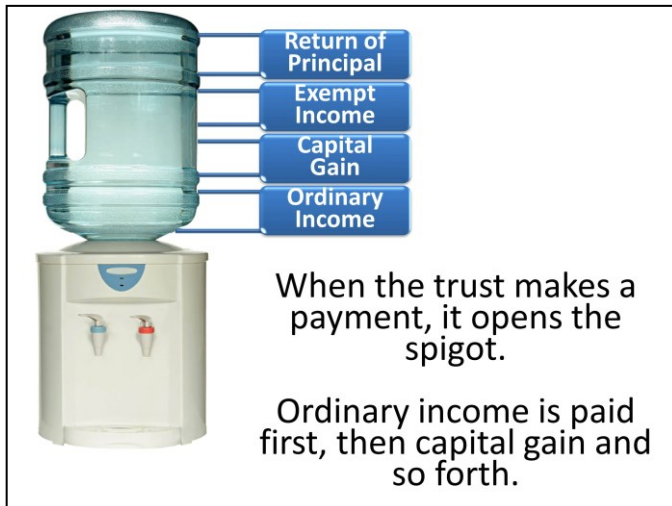 Return of
Principal
Exempt
Income
Capital
Gain
Ordinary
Income
When the trust makes a
payment, it opens the
spigot.
Ordinary income is paid
first, then capital gain and
so forth.